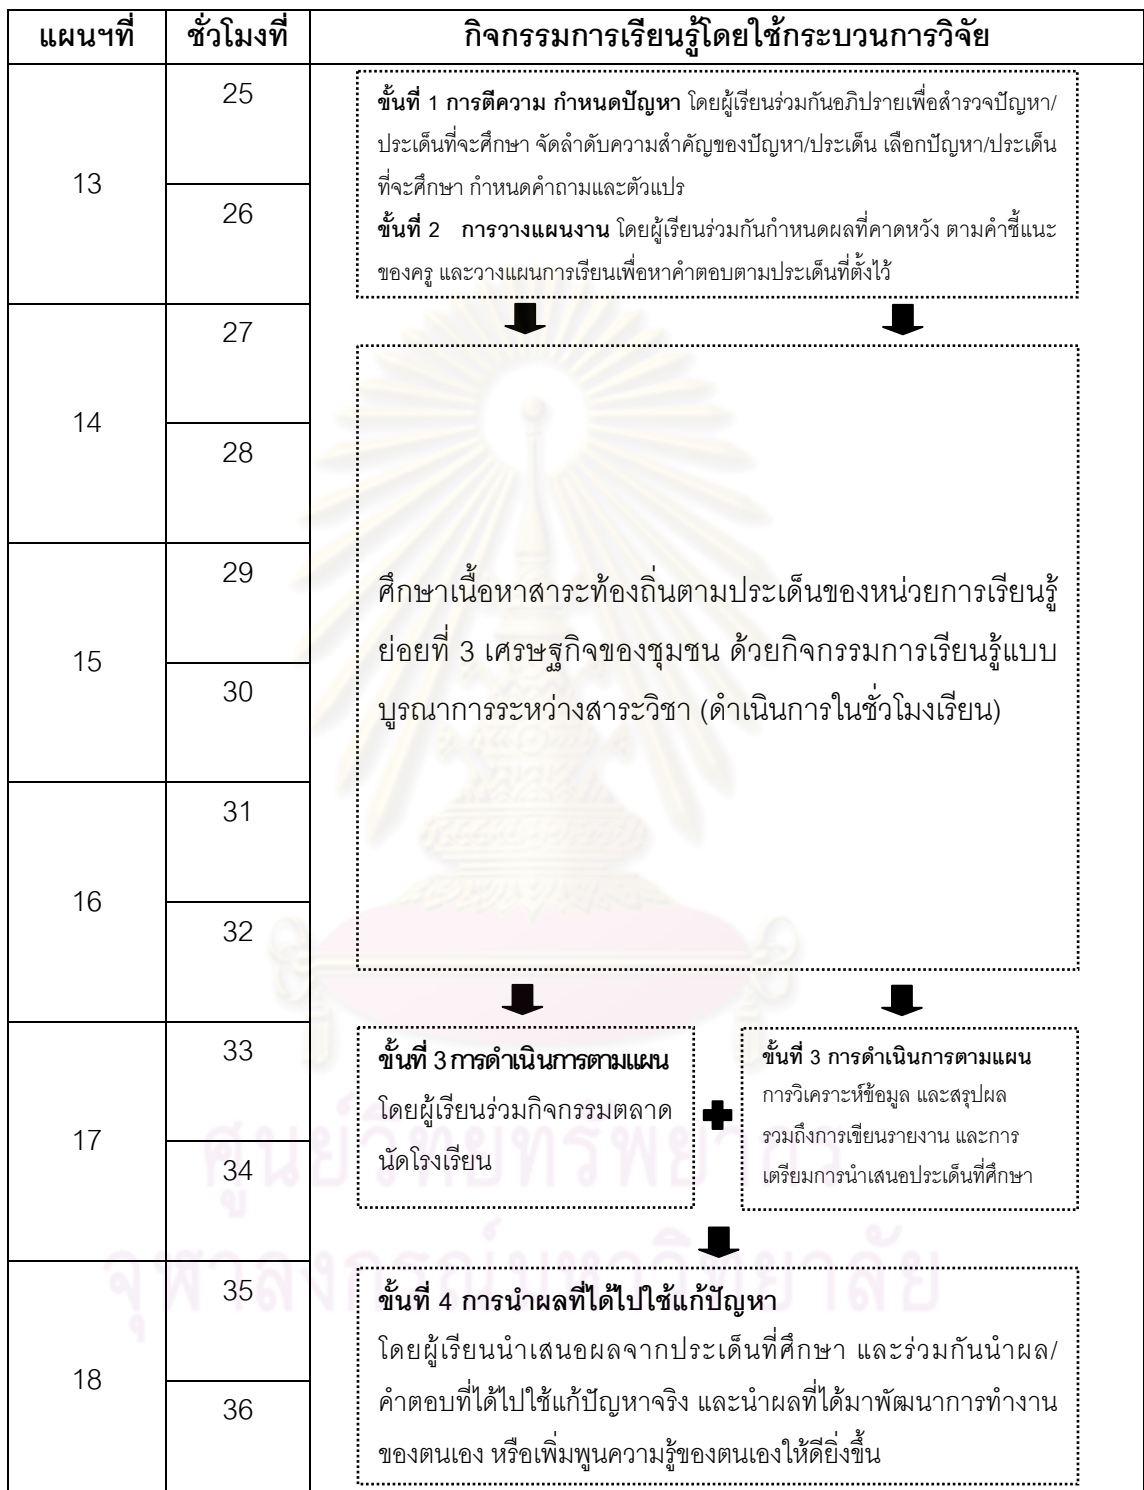 แผนฯที่ ชั่วโมงที่ กิจกรรมการเรียนรู้โดยใช้กระบวนการวิจัย
13
25
26
ขั้นที่ 1 การตีความ กำหนดปัญหา โดยผู้เรียนร่วมกันอภิปรายเพื่อสำรวจปัญหา/
ประเด็นที่จะศึกษา จัดลำดับความสำคัญของปัญหา/ประเด็น เลือกปัญหา/ประเด็น
ที่จะศึกษา กำหนดคำถามและตัวแปร
ขั้นที่ 2 การวางแผนงาน โดยผู้เรียนร่วมกันกำหนดผลที่คาดหวัง ตามคำชี้แนะ
ของครู และวางแผนการเรียนเพื่อหาคำตอบตามประเด็นที่ตั้งไว้
14
27
28
15
29
30
16
31
32
ศึกษาเนื้อหาสาระท้องถิ่นตามประเด็นของหน่วยการเรียนรู้
ย่อยที่ 3 เศรษฐกิจของชุมชน ด้วยกิจกรรมการเรียนรู้แบบ
บูรณาการระหว่างสาระวิชา (ดำเนินการในชั่วโมงเรียน)
17
33
34
ขั้นที่ 3 การดำเนินการตามแผน
โดยผู้เรียนร่วมกิจกรรมตลาด
นัดโรงเรียน
ขั้นที่ 3 การดำเนินการตามแผน
การวิเคราะห์ข้อมูล และสรุปผล
รวมถึงการเขียนรายงาน และการ
เตรียมการนำเสนอประเด็นที่ศึกษา
18
35
36
ขั้นที่ 4 การนำผลที่ได้ไปใช้แก้ปัญหา
โดยผู้เรียนนำเสนอผลจากประเด็นที่ศึกษา และร่วมกันนำผล/
คำตอบที่ได้ไปใช้แก้ปัญหาจริง และนำผลที่ได้มาพัฒนาการทำงาน
ของตนเอง หรือเพิ่มพูนความรู้ของตนเองให้ดียิ่งขึ้น
ศูนย์วิทยทรัพยากร
จุฬาลงกรณ์มหาวิทยาลัย